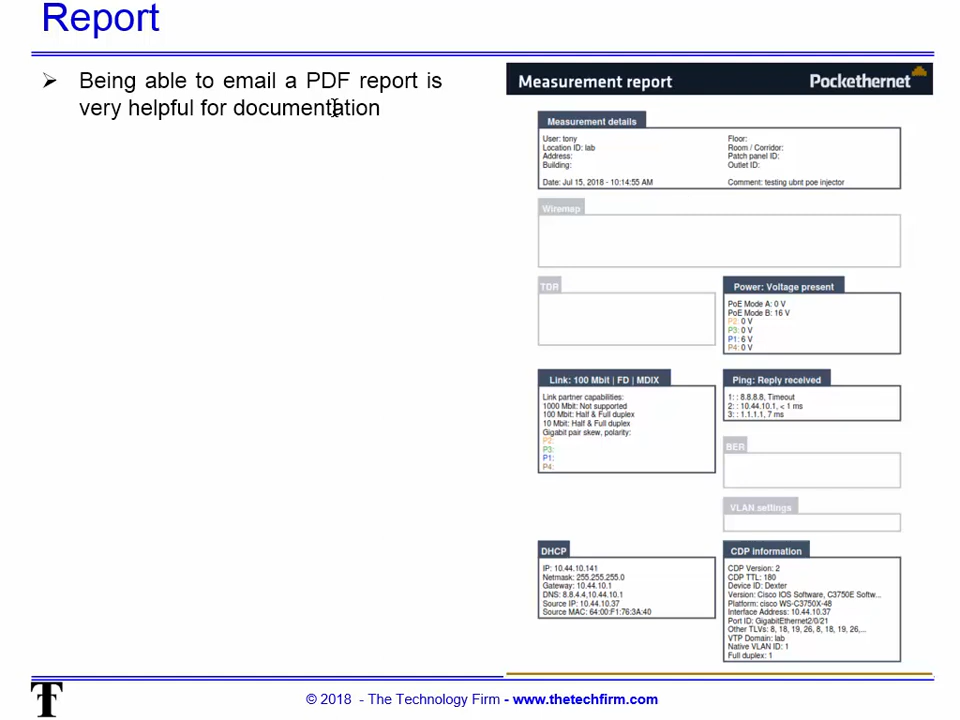 Report
➢ Being able to email a PDF report is
very helpful for documentation
Measurement report
Pockethernet
Measurement details
User: tony
Location ID: lab
Address:
Building:
Date: Jul 15, 2018 - 10:14:55 AM
Floor:
Room / Corridor:
Patch panel ID:
Outlet ID:
Comment: testing ubnt poe injector
Wiremap
TDR
Power: Voltage present
PoE Mode A: 0 V
PoE Mode B: 16 V
P2: 0 V
P3: 0 V
P1: 6 V
P4: 0 V
Link: 100 Mbit | FD | MDIX
Link partner capabilities:
1000 Mbit: Not supported
100 Mbit: Half & Full duplex
10 Mbit: Half & Full duplex
Gigabit pair skew, polarity:
P2:
P3:
P1:
P4:
Ping: Reply received
1: : 8.8.8.8, Timeout
2: : 10.44.10.1, < 1 ms
3: : 1.1.1.1, 7 ms
BER
VLAN settings
DHCP
IP: 10.44.10.141
Netmask: 255.255.255.0
Gateway: 10.44.10.1
DNS: 8.8.4.4,10.44.10.1
Source IP: 10.44.10.37
Source MAC: 64:00:F1:76:3A:40
CDP information
CDP Version: 2
CDP TTL: 180
Device ID: Dexter
Version: Cisco IOS Software, C3750E Softw...
Platform: cisco WS-C3750X-48
Interface Address: 10.44.10.37
Port ID: GigabitEthernet2/0/21
Other TLVs: 8, 18, 19, 26, 8, 18, 19, 26,...
VTP Domain: lab
Native VLAN ID: 1
Full duplex: 1
T
© 2018 - The Technology Firm - www.thetechfirm.com